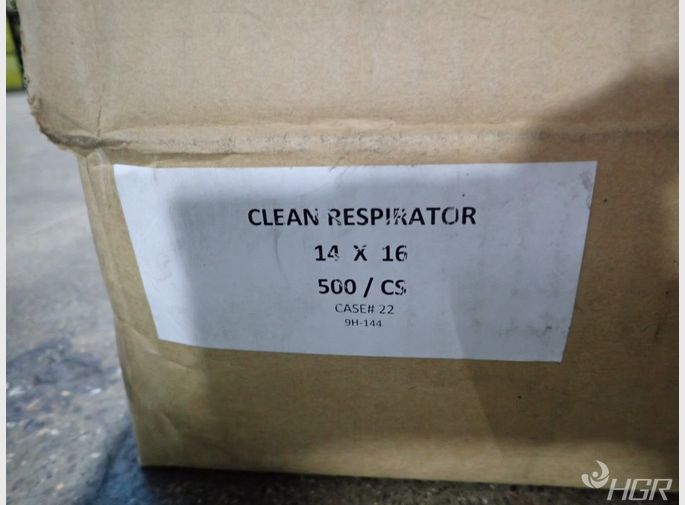 CLEAN RESPIRATOR
14 X 16
500 / CS
CASE# 22
9H-144
HGR